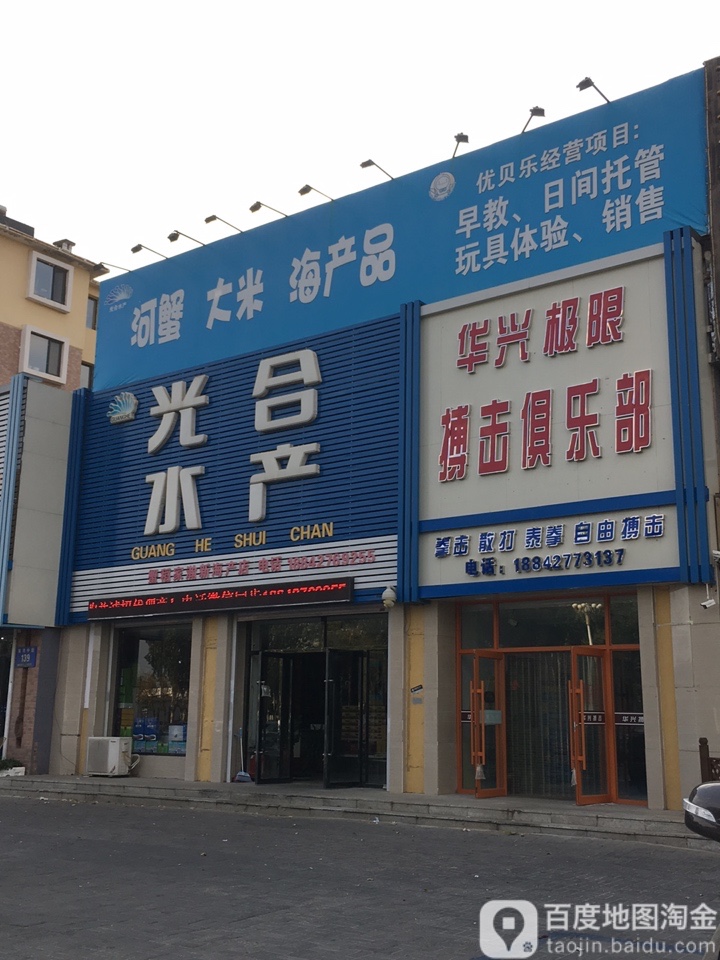 优贝乐经营项目:
早教、日间托管
玩具体验、销售
河蟹 大米 海产品
光合
水产
GUANG HE SHUI CHAN
华兴极限
搏击俱乐部
拳击 散打 泰拳 自由搏击
电话:18842773137
139
百度地图淘金
taojin.baidu.com